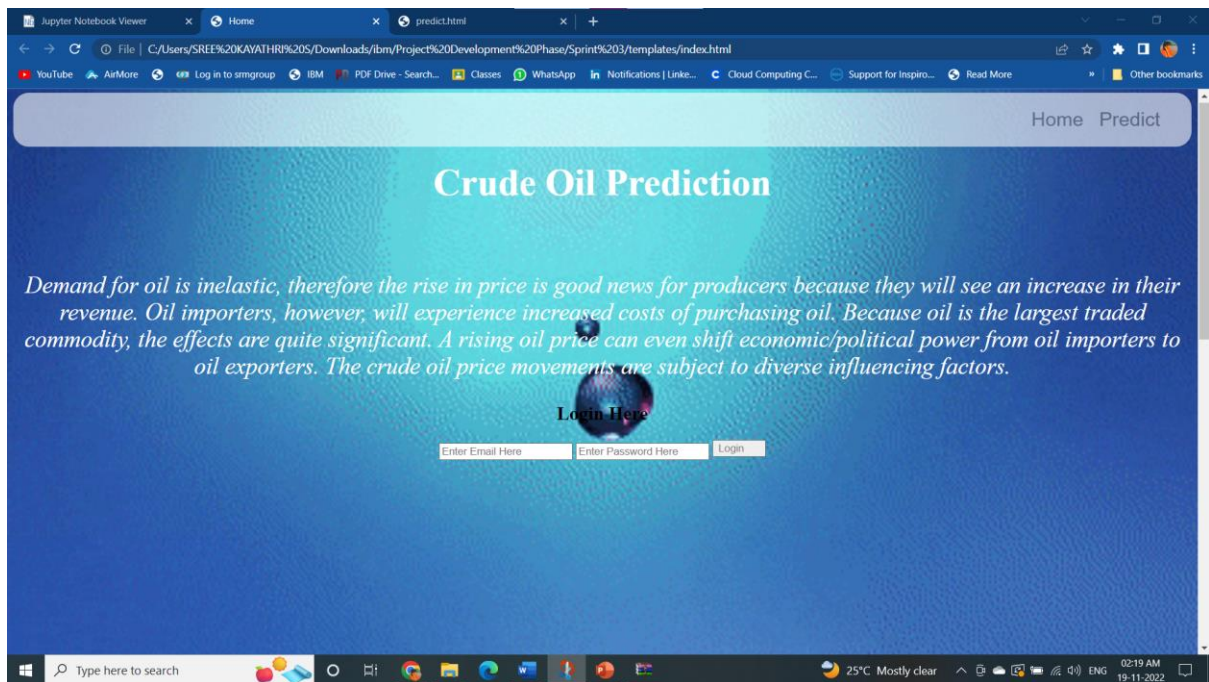 Jupyter Notebook Viewer
Home
predict.html
File | C:/Users/SREE%20KAYATHRI%20S/Downloads/ibm/Project%20Development%20Phase/Sprint%203/templates/index.html
YouTube AirMore Log in to srmgroup IBM PDF Drive - Search... Classes WhatsApp Notifications | Linke... Cloud Computing C... Support for Inspiro... Read More » Other bookmarks
Home Predict
Crude Oil Prediction
Demand for oil is inelastic, therefore the rise in price is good news for producers because they will see an increase in their
revenue. Oil importers, however, will experience increased costs of purchasing oil. Because oil is the largest traded
commodity, the effects are quite significant. A rising oil price can even shift economic/political power from oil importers to
oil exporters. The crude oil price movements are subject to diverse influencing factors.
Login Here
Enter Email Here Enter Password Here Login
Type here to search
25°C Mostly clear ENG
02:19 AM
19-11-2022